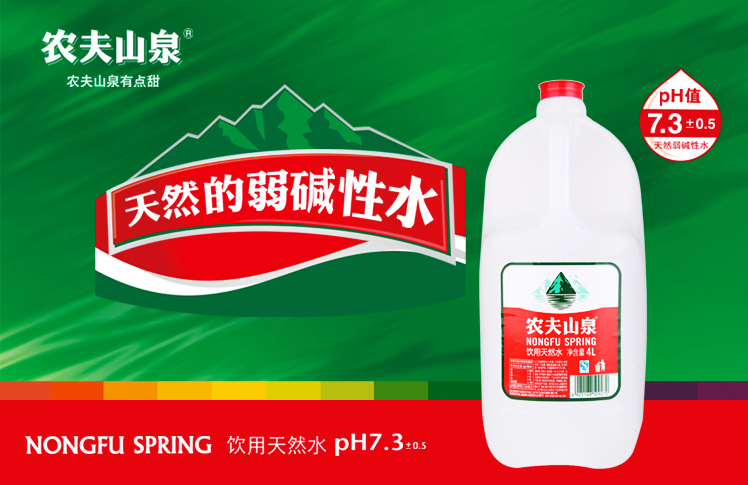 农夫山泉®
农夫山泉有点甜
天然的弱碱性水
pH值
7.3±0.5
天然弱碱性水
农夫山泉
NONGFU SPRING
饮用天然水 净含量 4L
NONGFU SPRING 饮用天然水 pH7.3±0.5